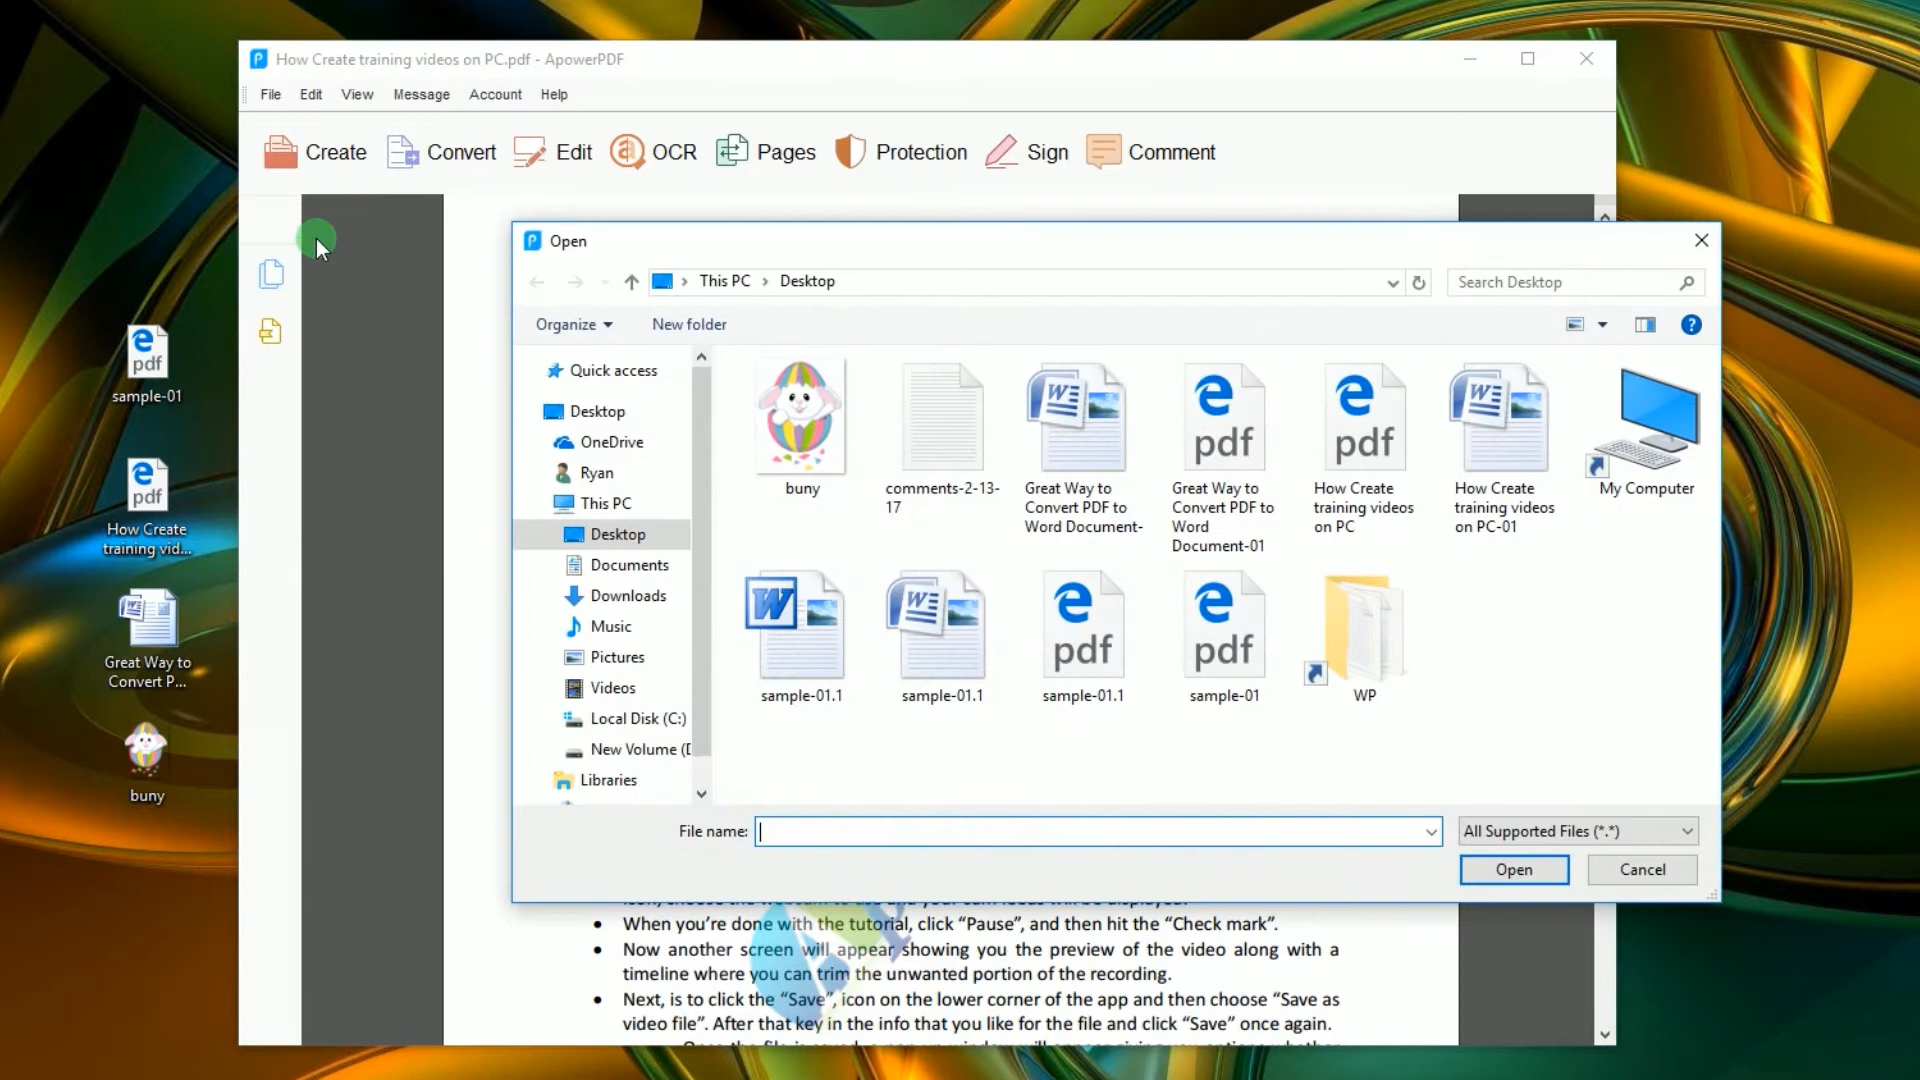 How Create training videos on PC.pdf - ApowerPDF
File Edit View Message Account Help
Create Convert Edit OCR Pages Protection Sign Comment
Open
This PC Desktop
Search Desktop
Organize New folder
Quick access
Desktop
OneDrive
Ryan
This PC
Desktop
Documents
Downloads
Music
Pictures
Videos
Local Disk (C:)
New Volume (D
Libraries
buny
comments-2-13-
17
Great Way to
Convert PDF to
Word Document-
pdf
Great Way to
Convert PDF to
Word
Document-01
pdf
How Create
training videos
on PC
How Create
training videos
on PC-01
My Computer
sample-01.1
sample-01.1
pdf
sample-01.1
pdf
sample-01
WP
File name:
All Supported Files (*.*)
Open Cancel
When you’re done with the tutorial, click “Pause”, and then hit the “Check mark”.
Now another screen will appear showing you the preview of the video along with a
timeline where you can trim the unwanted portion of the recording.
Next, is to click the “Save”, icon on the lower corner of the app and then choose “Save as
video file”. After that key in the info that you like for the file and click “Save” once again.
pdf
sample-01
pdf
How Create
training vid...
Great Way to
Convert P...
buny